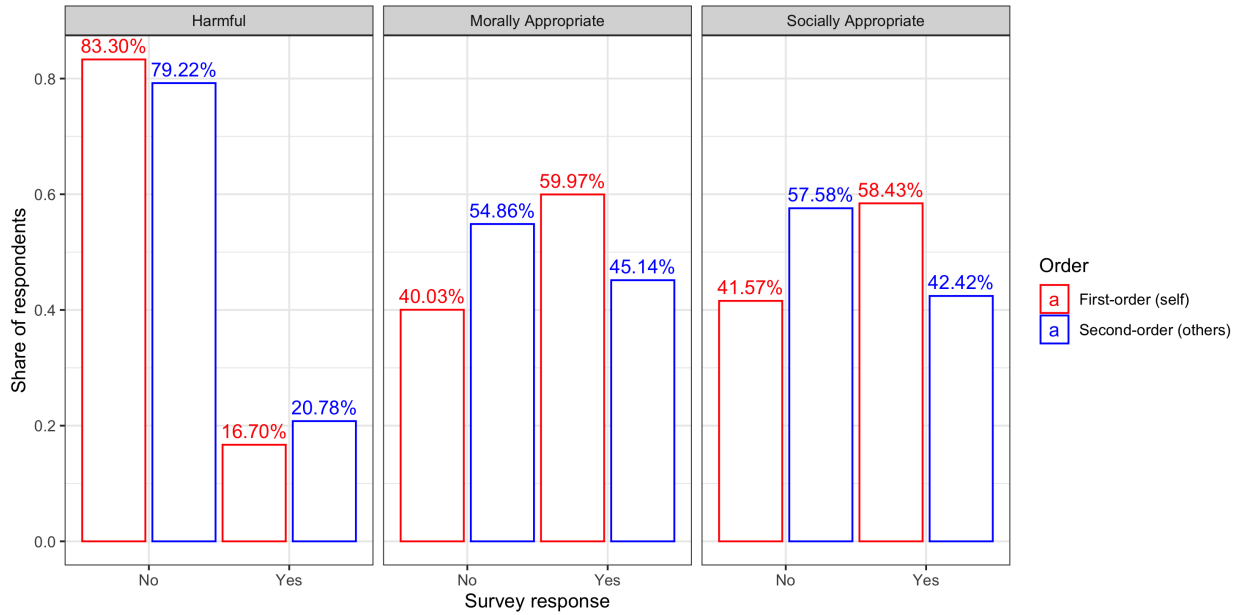 Harmful
Morally Appropriate
Socially Appropriate
Share of respondents
0.8
0.6
0.4
0.2
0.0
83.30%
79.22%
16.70%
20.78%
40.03%
54.86%
59.97%
45.14%
41.57%
57.58%
58.43%
42.42%
No
Yes
No
Yes
No
Yes
Survey response
Order
a First-order (self)
a Second-order (others)